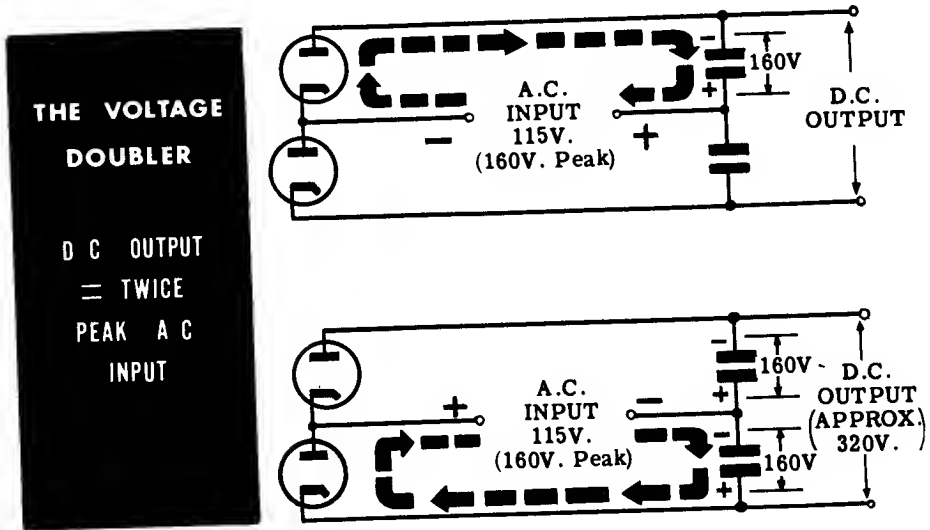 THE VOLTAGE
DOUBLER
D C OUTPUT
= TWICE
PEAK A C
INPUT
A.C.
INPUT
115V.
(160V. Peak)
-
+
-
160V
+
D.C.
OUTPUT
A.C.
INPUT
115V.
(160V. Peak)
+
-
-
160V
+
-
160V
+
D.C.
OUTPUT
(APPROX.
320V.)